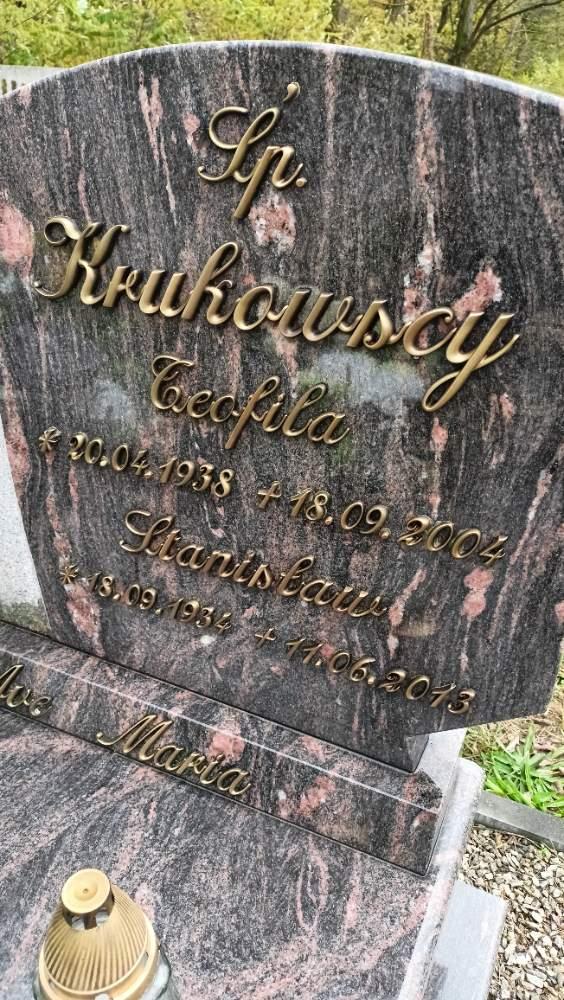 Śp.
Krukowscy
Teofila
* 20.04.1938 + 18.09.2004
Stanisław
* 18.09.1934 + 11.06.2013
Ave Maria